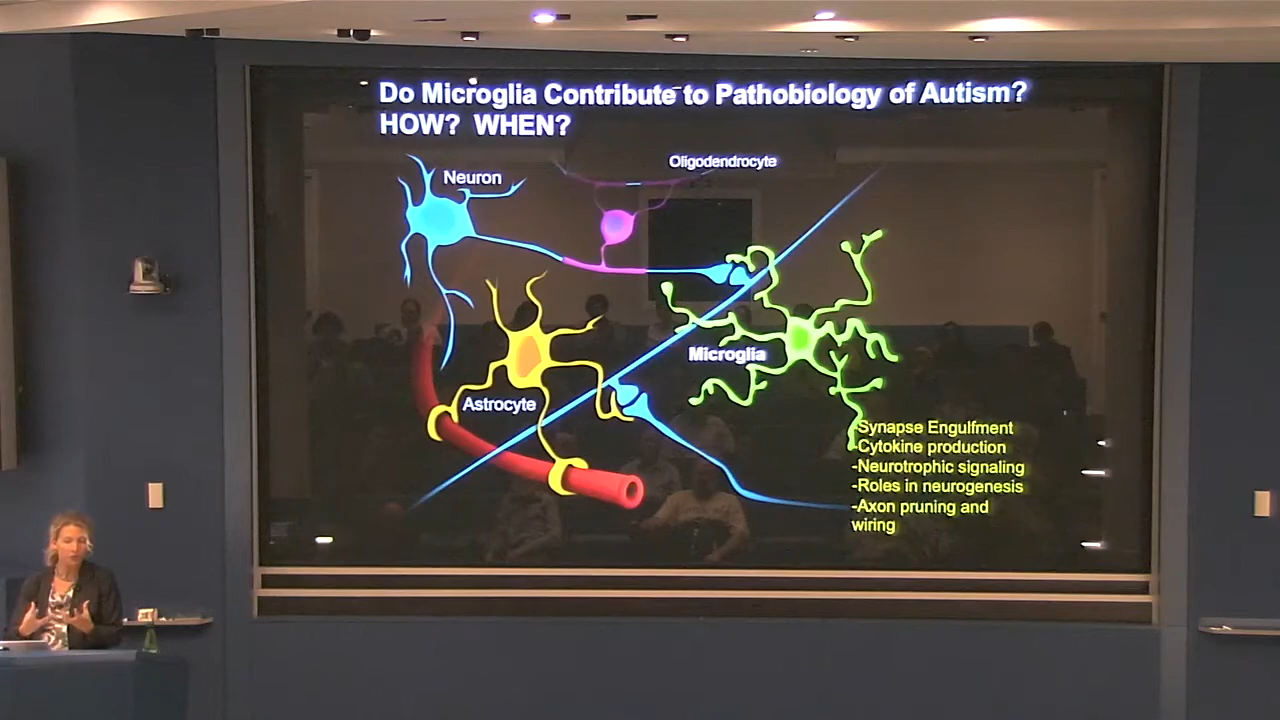 Do Microglia Contribute to Pathobiology of Autism?
HOW? WHEN?
Oligodendrocyte
Neuron
Microglia
Astrocyte
-Synapse Engulfment
-Cytokine production
-Neurotrophic signaling
-Roles in neurogenesis
-Axon pruning and
wiring